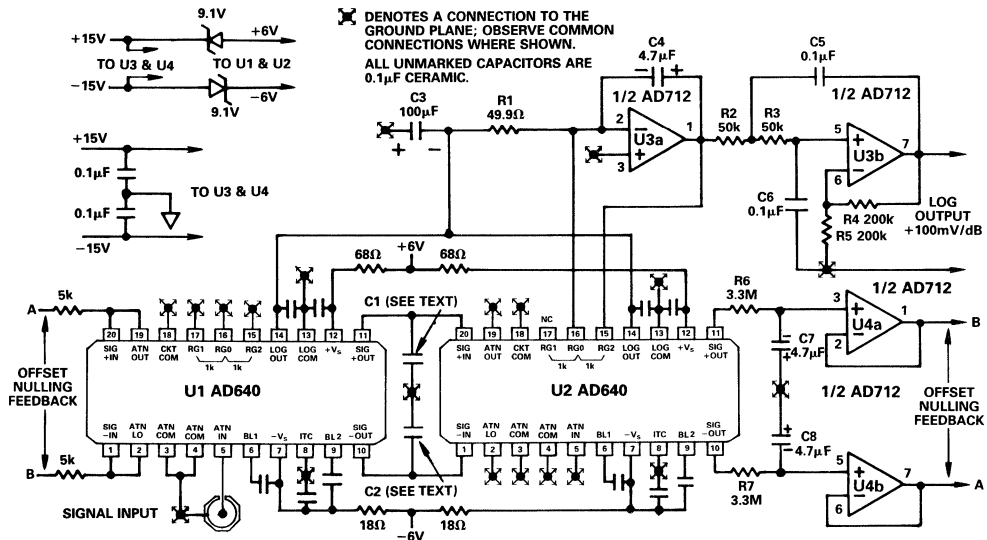 9.1V
+15V
+6V
TO U3 & U4
TO U1 & U2
−15V
−6V
9.1V
DENOTES A CONNECTION TO THE
GROUND PLANE; OBSERVE COMMON
CONNECTIONS WHERE SHOWN.
ALL UNMARKED CAPACITORS ARE
0.1μF CERAMIC.
+15V
0.1μF
TO U3 & U4
0.1μF
−15V
C3
100μF
+
−
R1
49.9Ω
C4
4.7μF
−
+
1/2 AD712
2
−
U3a
+
3
1
R2
50k
R3
50k
C5
0.1μF
1/2 AD712
5
+
U3b
−
6
7
C6
0.1μF
R4 200k
R5 200k
LOG
OUTPUT
+100mV/dB
+6V
68Ω
68Ω
A
5k
OFFSET
NULLING
FEEDBACK
B
5k
20 19 18 17 16 15 14 13 12 11
SIG +IN
ATN OUT
CKT COM
RG1
RG0
RG2
LOG OUT
LOG COM
+VS
SIG +OUT
1k
1k
U1 AD640
SIG −IN
ATN LO
ATN COM
ATN COM
ATN IN
BL1
−VS
ITC
BL2
SIG −OUT
1 2 3 4 5 6 7 8 9 10
SIGNAL INPUT
C1 (SEE TEXT)
C2 (SEE TEXT)
18Ω
18Ω
−6V
NC
20 19 18 17 16 15 14 13 12 11
SIG +IN
ATN OUT
CKT COM
RG1
RG0
RG2
LOG OUT
LOG COM
+VS
SIG +OUT
1k
1k
U2 AD640
SIG −IN
ATN LO
ATN COM
ATN COM
ATN IN
BL1
−VS
ITC
BL2
SIG −OUT
1 2 3 4 5 6 7 8 9 10
R6
3.3M
1/2 AD712
3
+
U4a
−
2
1
B
−
C7
4.7μF
+
1/2 AD712
OFFSET
NULLING
FEEDBACK
+
C8
4.7μF
−
R7
3.3M
5
+
U4b
−
6
7
A